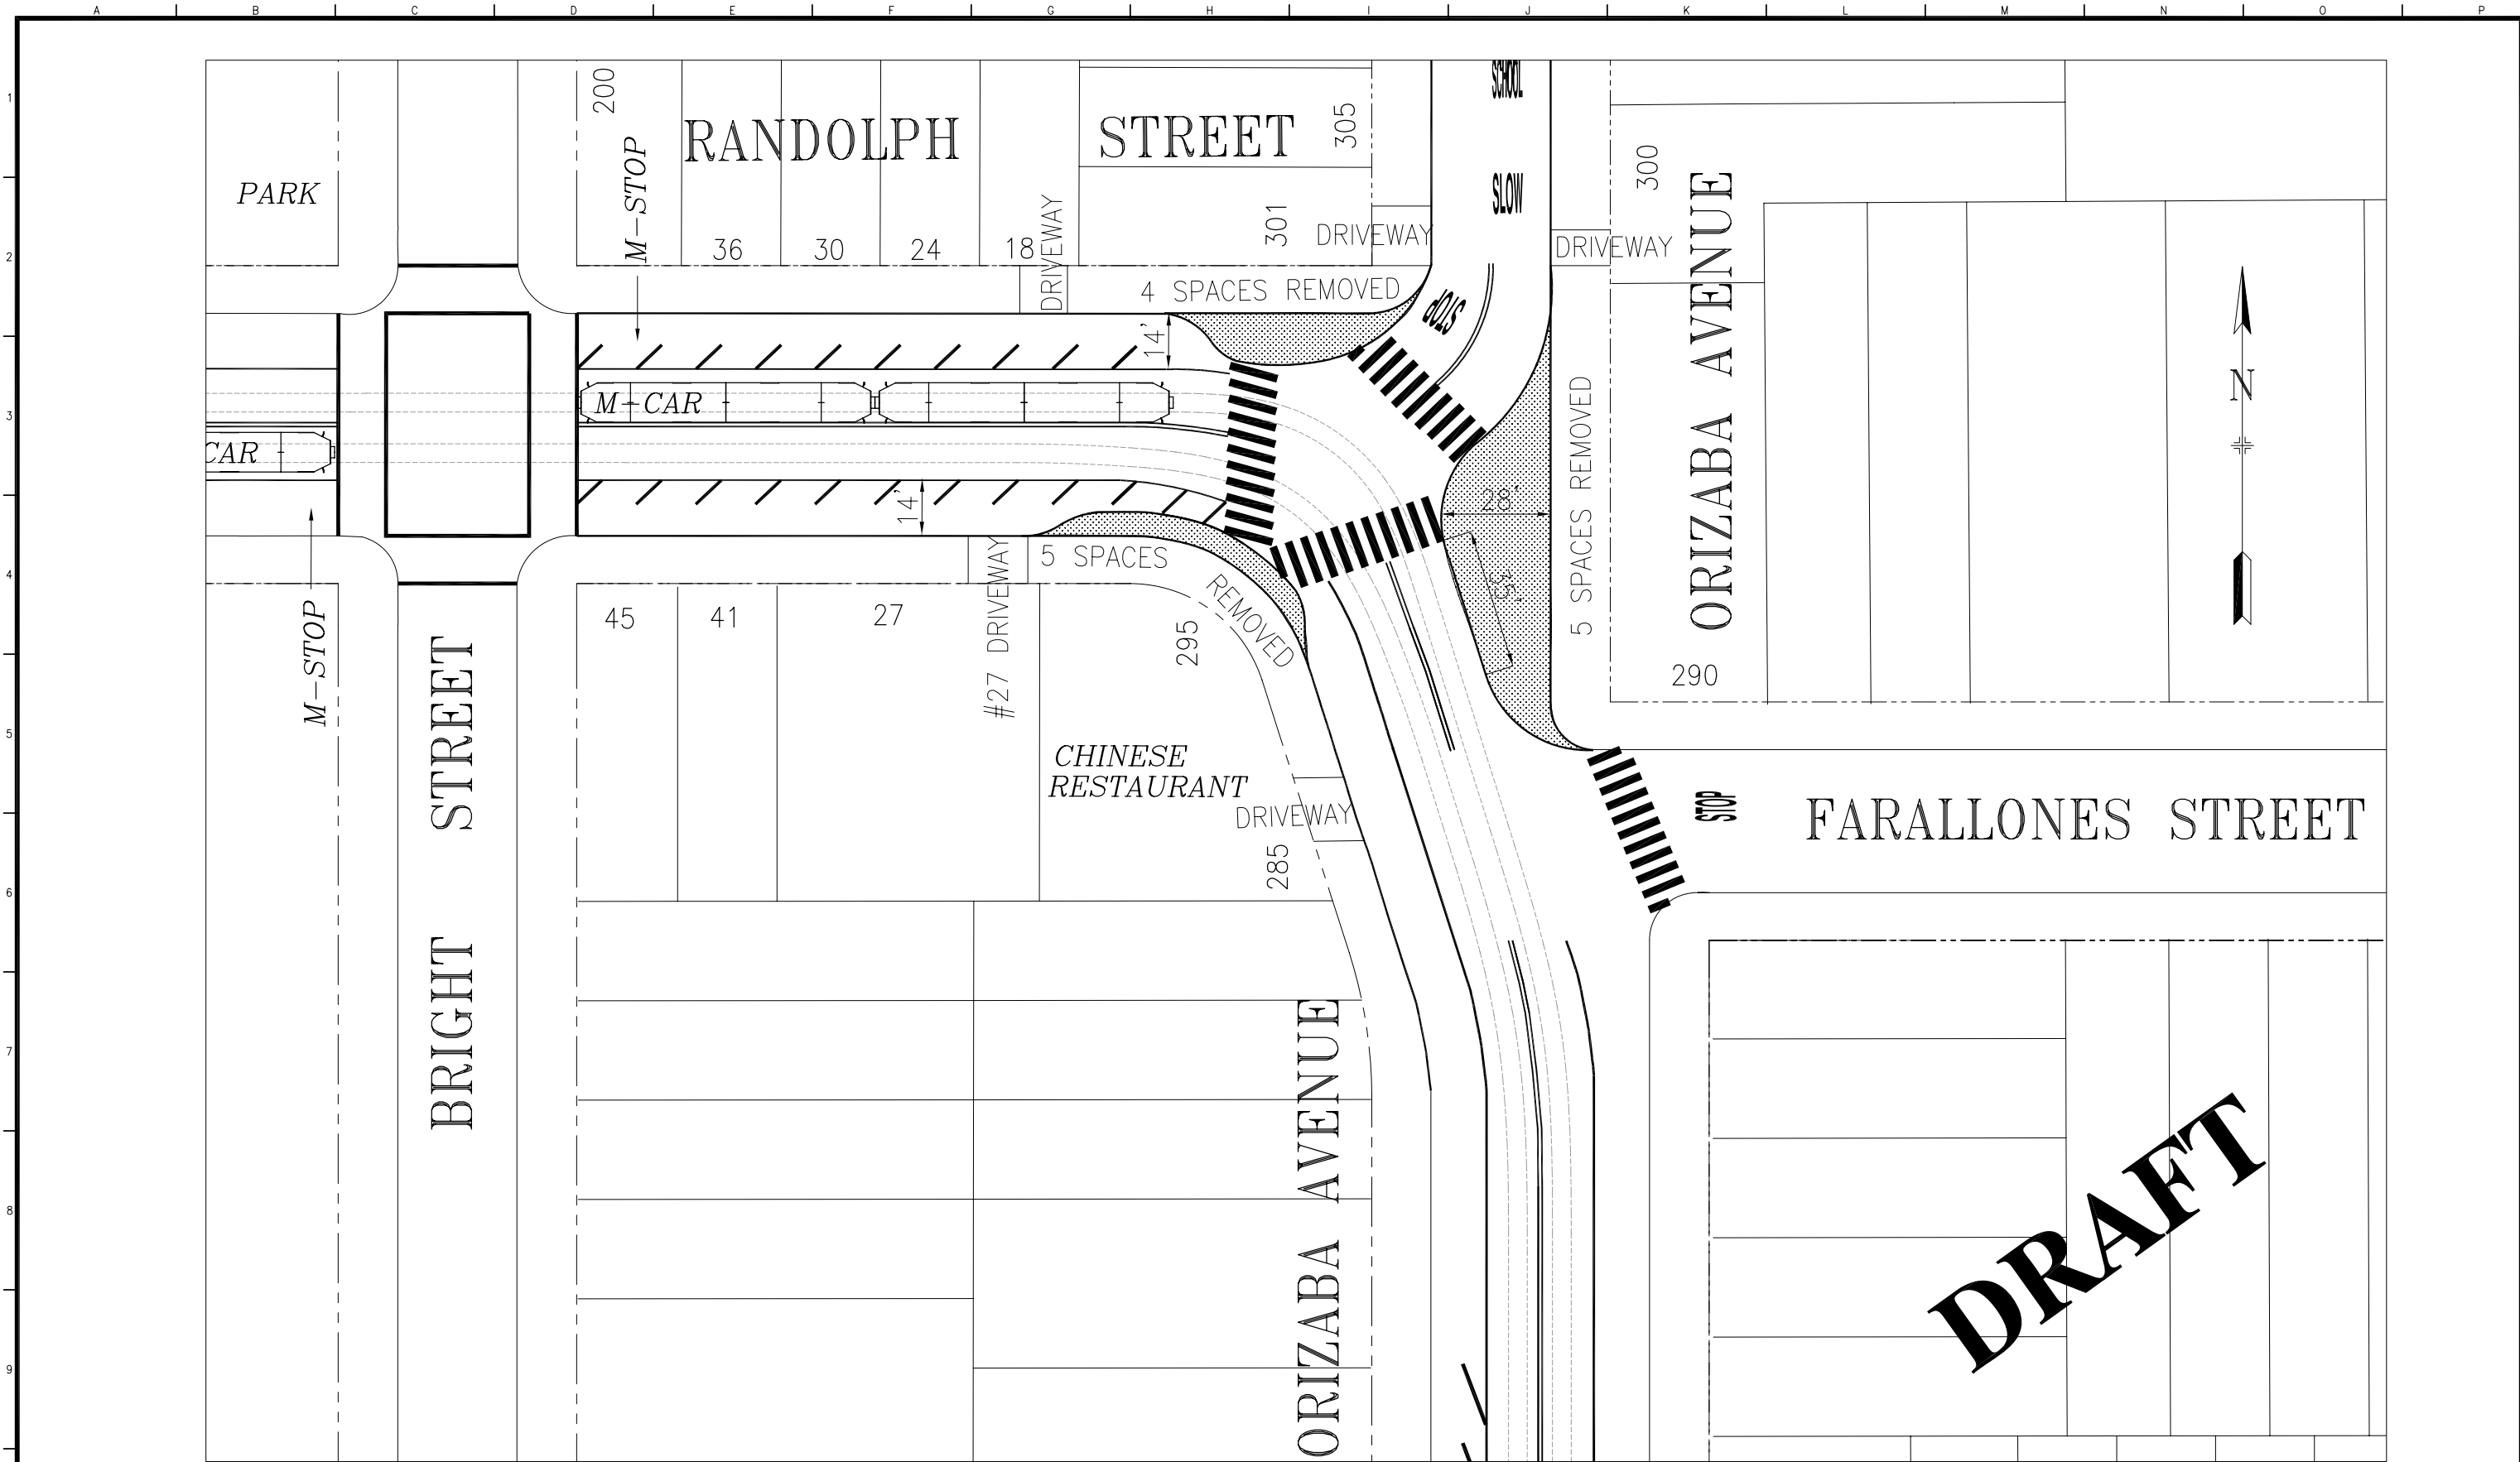 A B C D E F G H I J K L M N O P
1
2
3
4
5
6
7
8
9
200
RANDOLPH STREET
305
SCHOOL
SLOW
300
PARK
M-STOP
36
30
24
18
DRIVEWAY
301
DRIVEWAY
DRIVEWAY
4 SPACES REMOVED
STOP
14'
ORIZABA AVENUE
N
M-CAR
CAR
5 SPACES REMOVED
28'
14'
35'
#27 DRIVEWAY
5 SPACES
REMOVED
M-STOP
45
41
27
295
290
BRIGHT STREET
CHINESE
RESTAURANT
DRIVEWAY
285
STOP
FARALLONES STREET
ORIZABA AVENUE
DRAFT